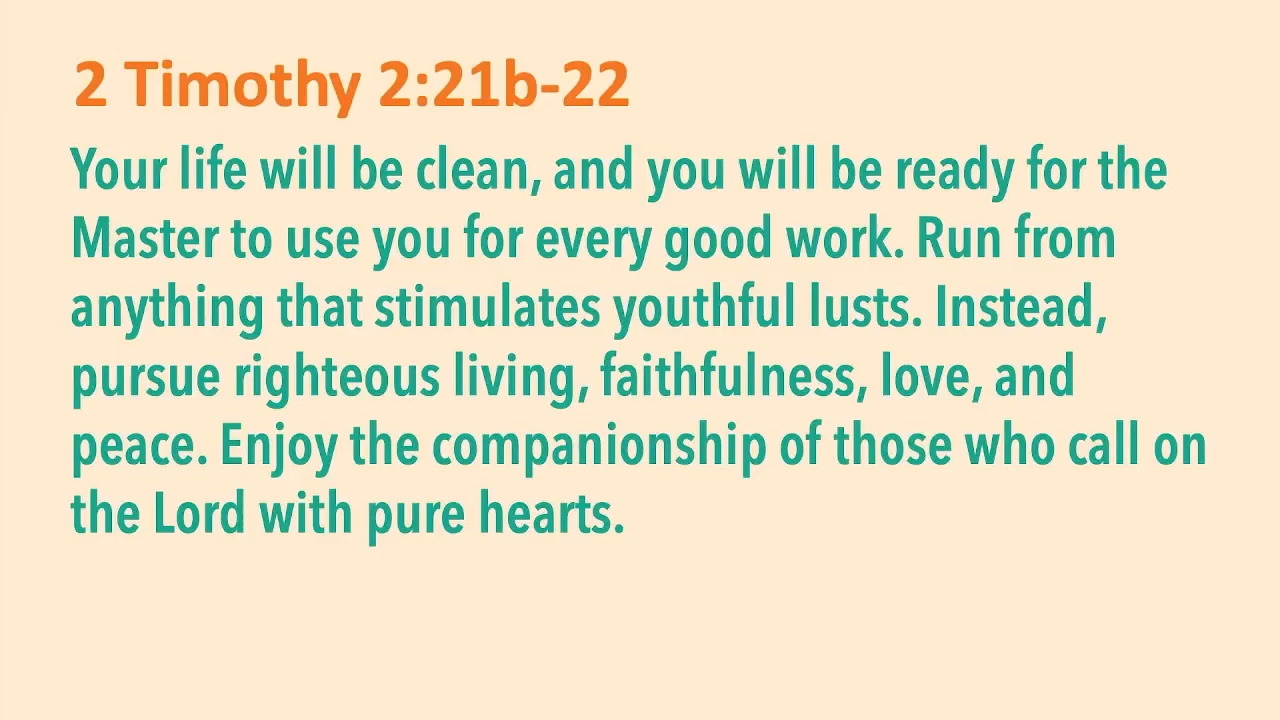 2 Timothy 2:21b-22
Your life will be clean, and you will be ready for the
Master to use you for every good work. Run from
anything that stimulates youthful lusts. Instead,
pursue righteous living, faithfulness, love, and
peace. Enjoy the companionship of those who call on
the Lord with pure hearts.